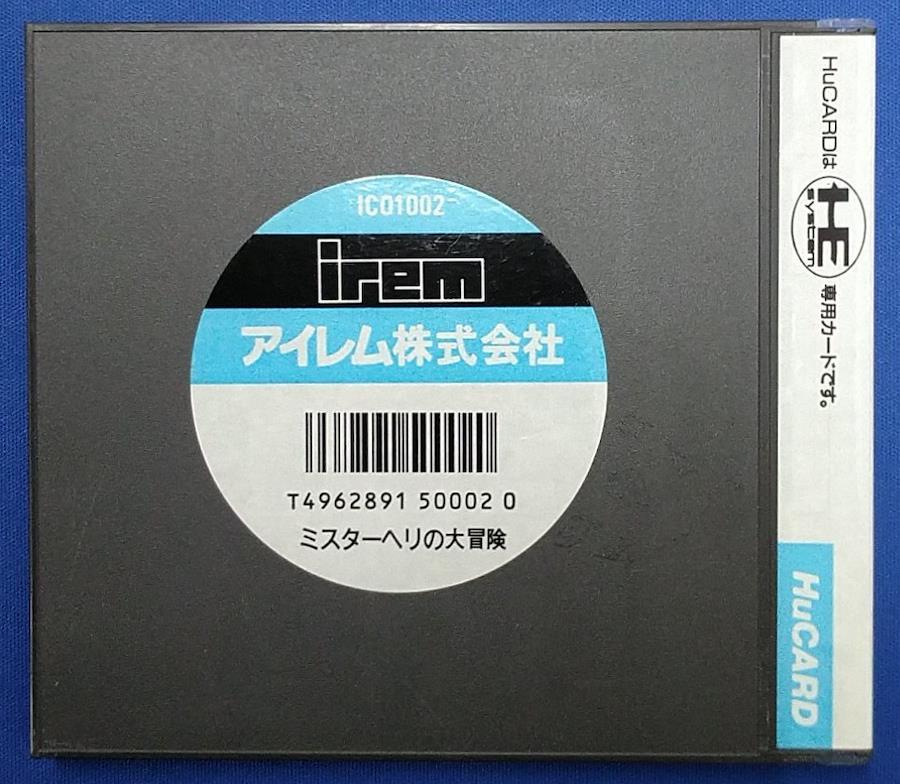 IC01002
irem
アイレム株式会社
T4962891 50002 0
ミスターヘリの大冒険
HuCARDは
HE
system
専用カードです。
HuCARD